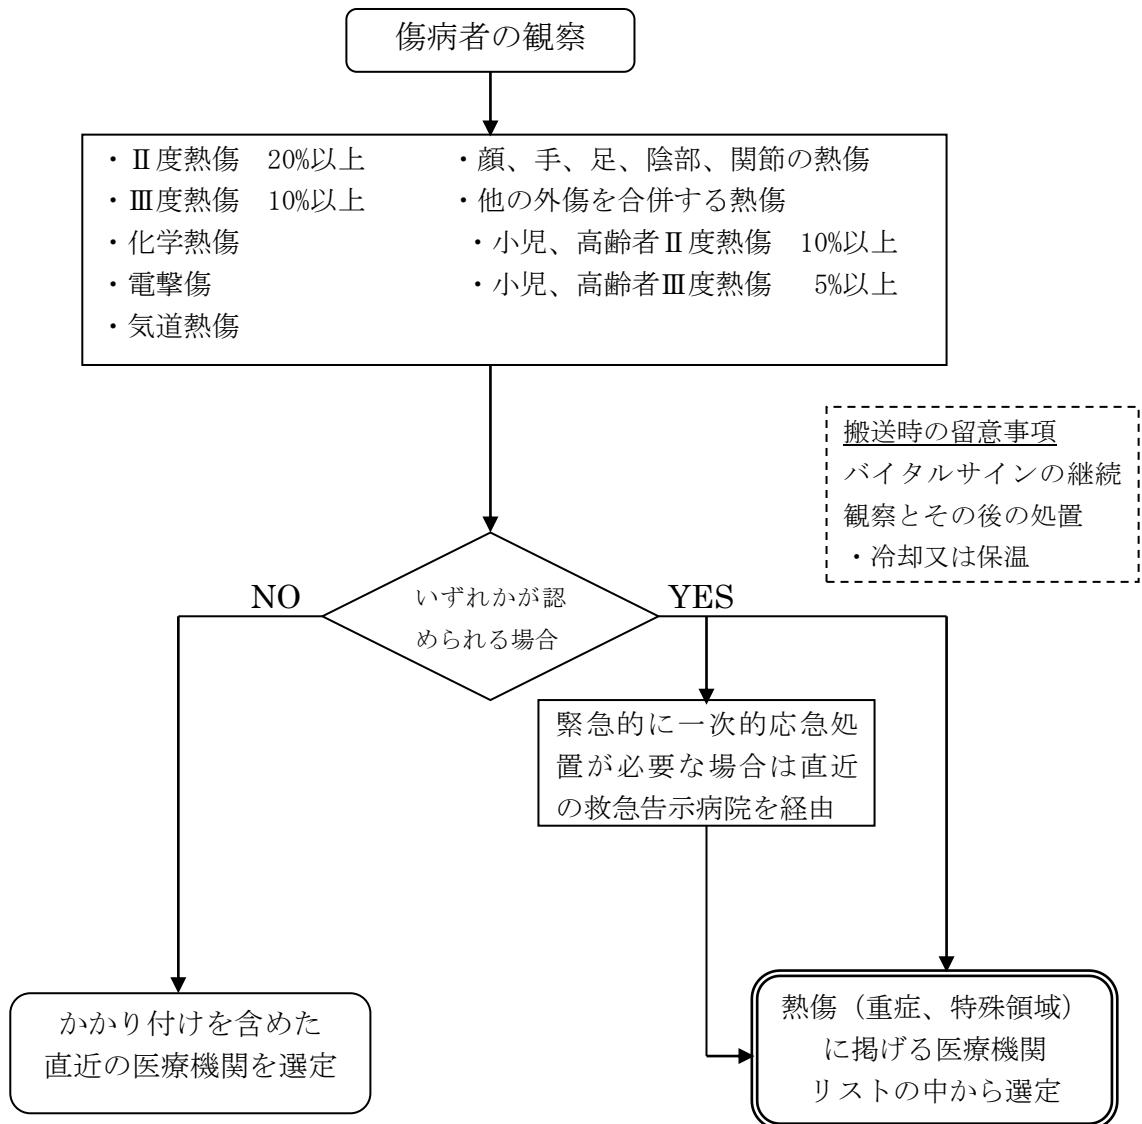 傷病者の観察
・Ⅱ度熱傷　20%以上
・Ⅲ度熱傷　10%以上
・化学熱傷
・電撃傷
・気道熱傷
・顔、手、足、陰部、関節の熱傷
・他の外傷を合併する熱傷
・小児、高齢者Ⅱ度熱傷　10%以上
・小児、高齢者Ⅲ度熱傷　5%以上
搬送時の留意事項
バイタルサインの継続
観察とその後の処置
・冷却又は保温
NO
いずれかが認
められる場合
YES
緊急的に一次的応急処
置が必要な場合は直近
の救急告示病院を経由
かかり付けを含めた
直近の医療機関を選定
熱傷（重症、特殊領域）
に掲げる医療機関
リストの中から選定